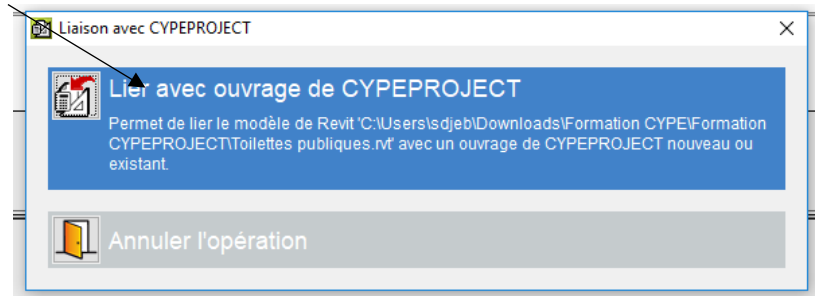 Liaison avec CYPEPROJECT
Lier avec ouvrage de CYPEPROJECT
Permet de lier le modèle de Revit 'C:\Users\sdjeb\Downloads\Formation CYPE\Formation
CYPEPROJECT\Toilettes publiques.rvt' avec un ouvrage de CYPEPROJECT nouveau ou
existant.
Annuler l'opération